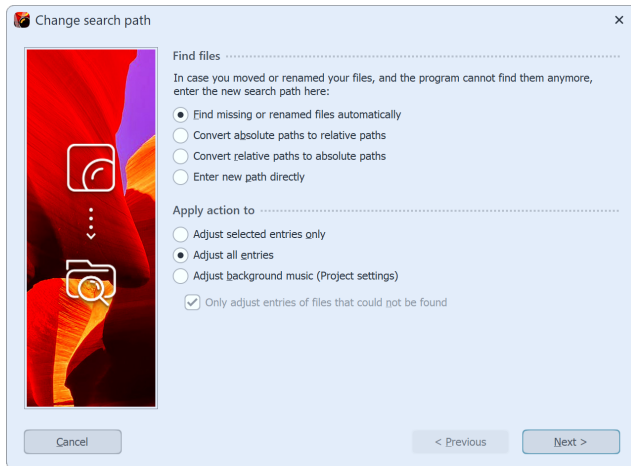 Change search path
Find files
In case you moved or renamed your files, and the program cannot find them anymore,
enter the new search path here:
Find missing or renamed files automatically
Convert absolute paths to relative paths
Convert relative paths to absolute paths
Enter new path directly
Apply action to
Adjust selected entries only
Adjust all entries
Adjust background music (Project settings)
Only adjust entries of files that could not be found
Cancel
< Previous
Next >